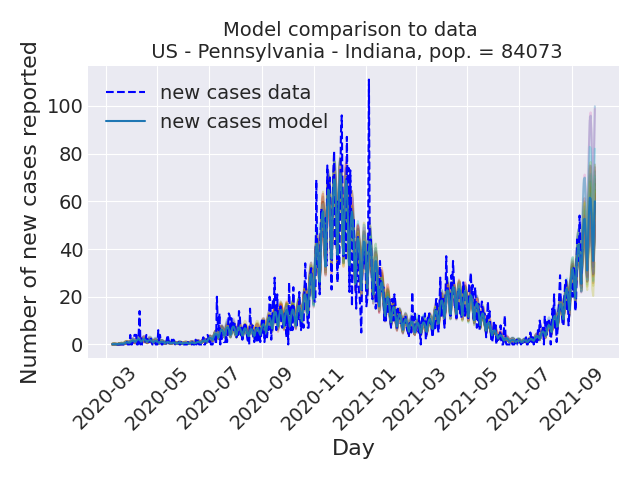 Model comparison to data
US - Pennsylvania - Indiana, pop. = 84073
Number of new cases reported
100
80
60
40
20
0
new cases data
new cases model
2020-03
2020-05
2020-07
2020-09
2020-11
2021-01
2021-03
2021-05
2021-07
2021-09
Day